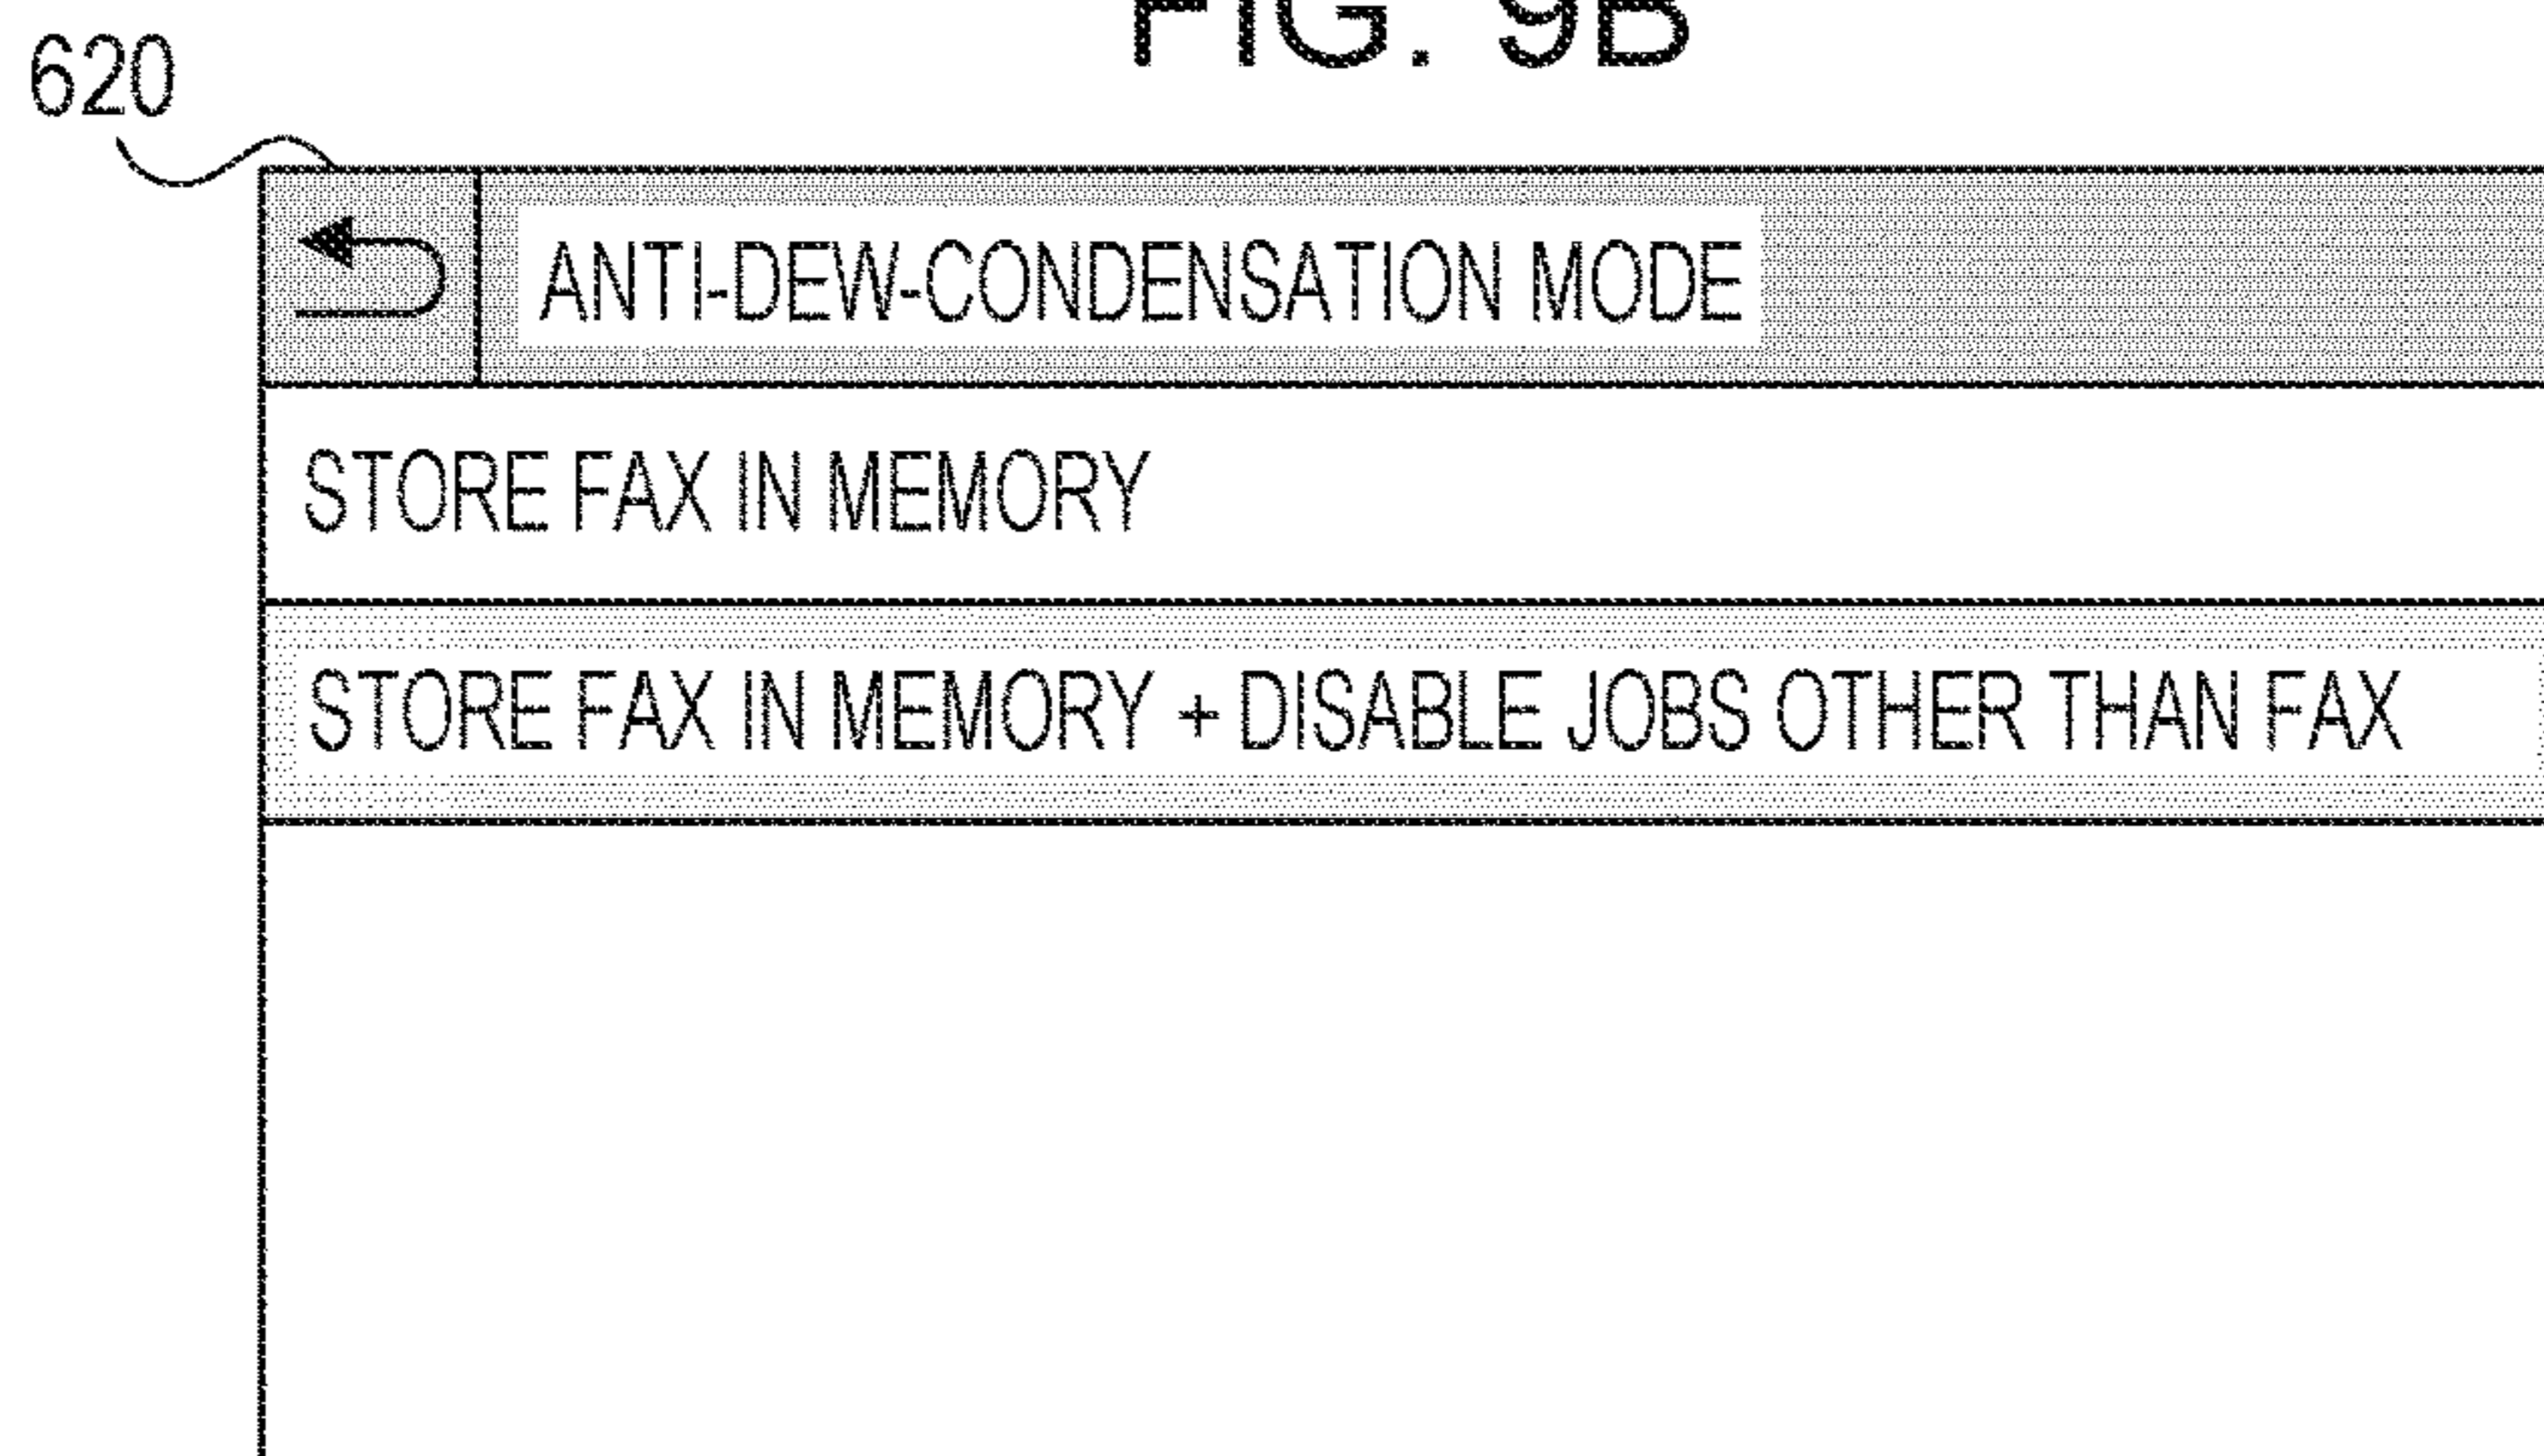 FIG. 9B
620
ANTI-DEW-CONDENSATION MODE
STORE FAX IN MEMORY
STORE FAX IN MEMORY + DISABLE JOBS OTHER THAN FAX